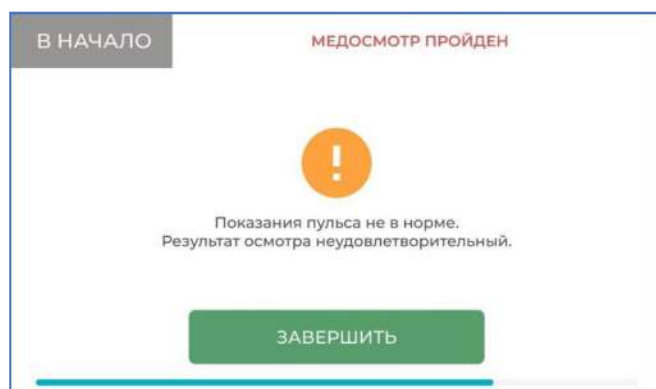 В НАЧАЛО
МЕДОСМОТР ПРОЙДЕН
!
Показания пульса не в норме.
Результат осмотра неудовлетворительный.
ЗАВЕРШИТЬ